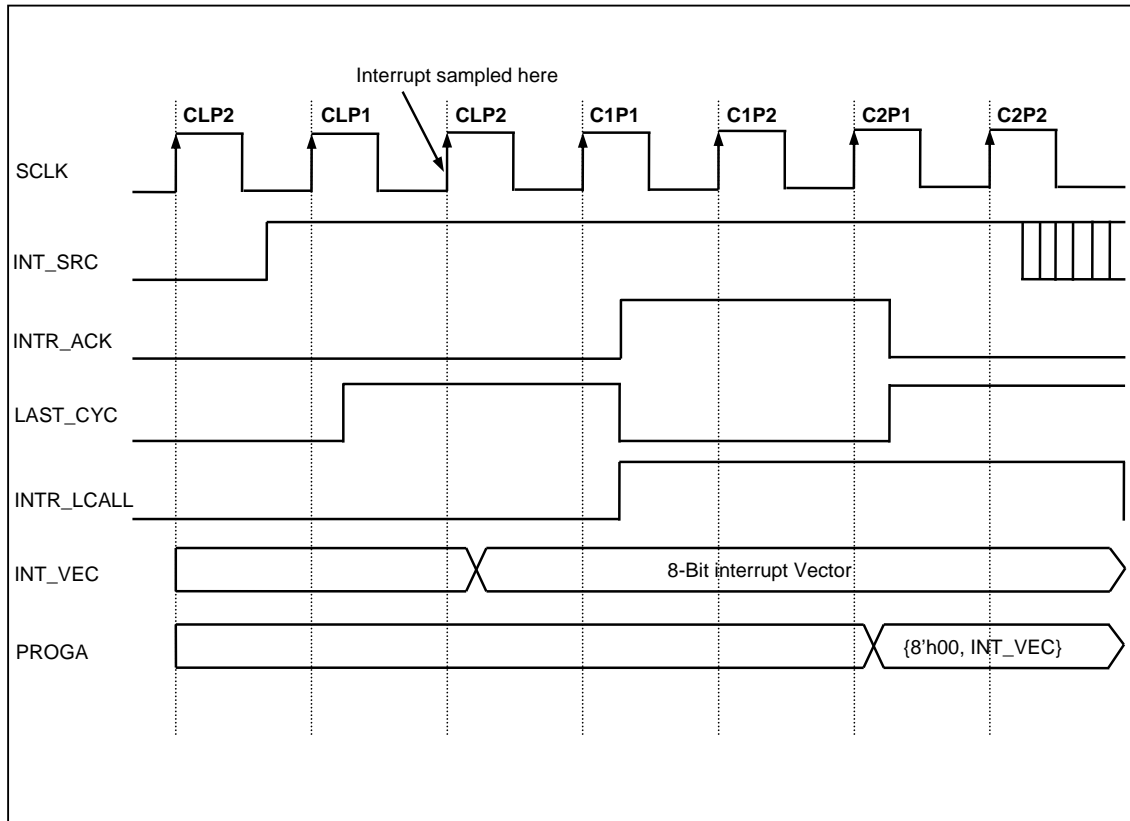 Interrupt sampled here
CLP2 CLP1 CLP2 C1P1 C1P2 C2P1 C2P2
SCLK
INT_SRC
INTR_ACK
LAST_CYC
INTR_LCALL
INT_VEC 8-Bit interrupt Vector
PROGA {8'h00, INT_VEC}